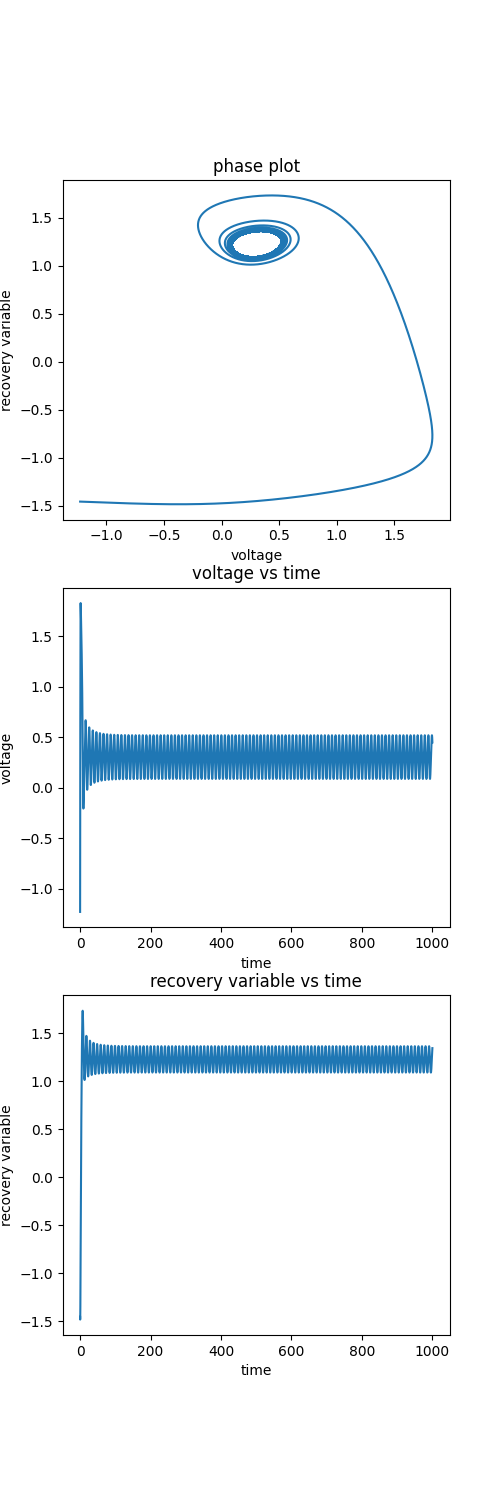 phase plot
1.5
1.0
0.5
0.0
−0.5
−1.0
−1.5
recovery variable
−1.0 −0.5 0.0 0.5 1.0 1.5
voltage
voltage vs time
1.5
1.0
0.5
0.0
−0.5
−1.0
voltage
0 200 400 600 800 1000
time
recovery variable vs time
1.5
1.0
0.5
0.0
−0.5
−1.0
−1.5
recovery variable
0 200 400 600 800 1000
time